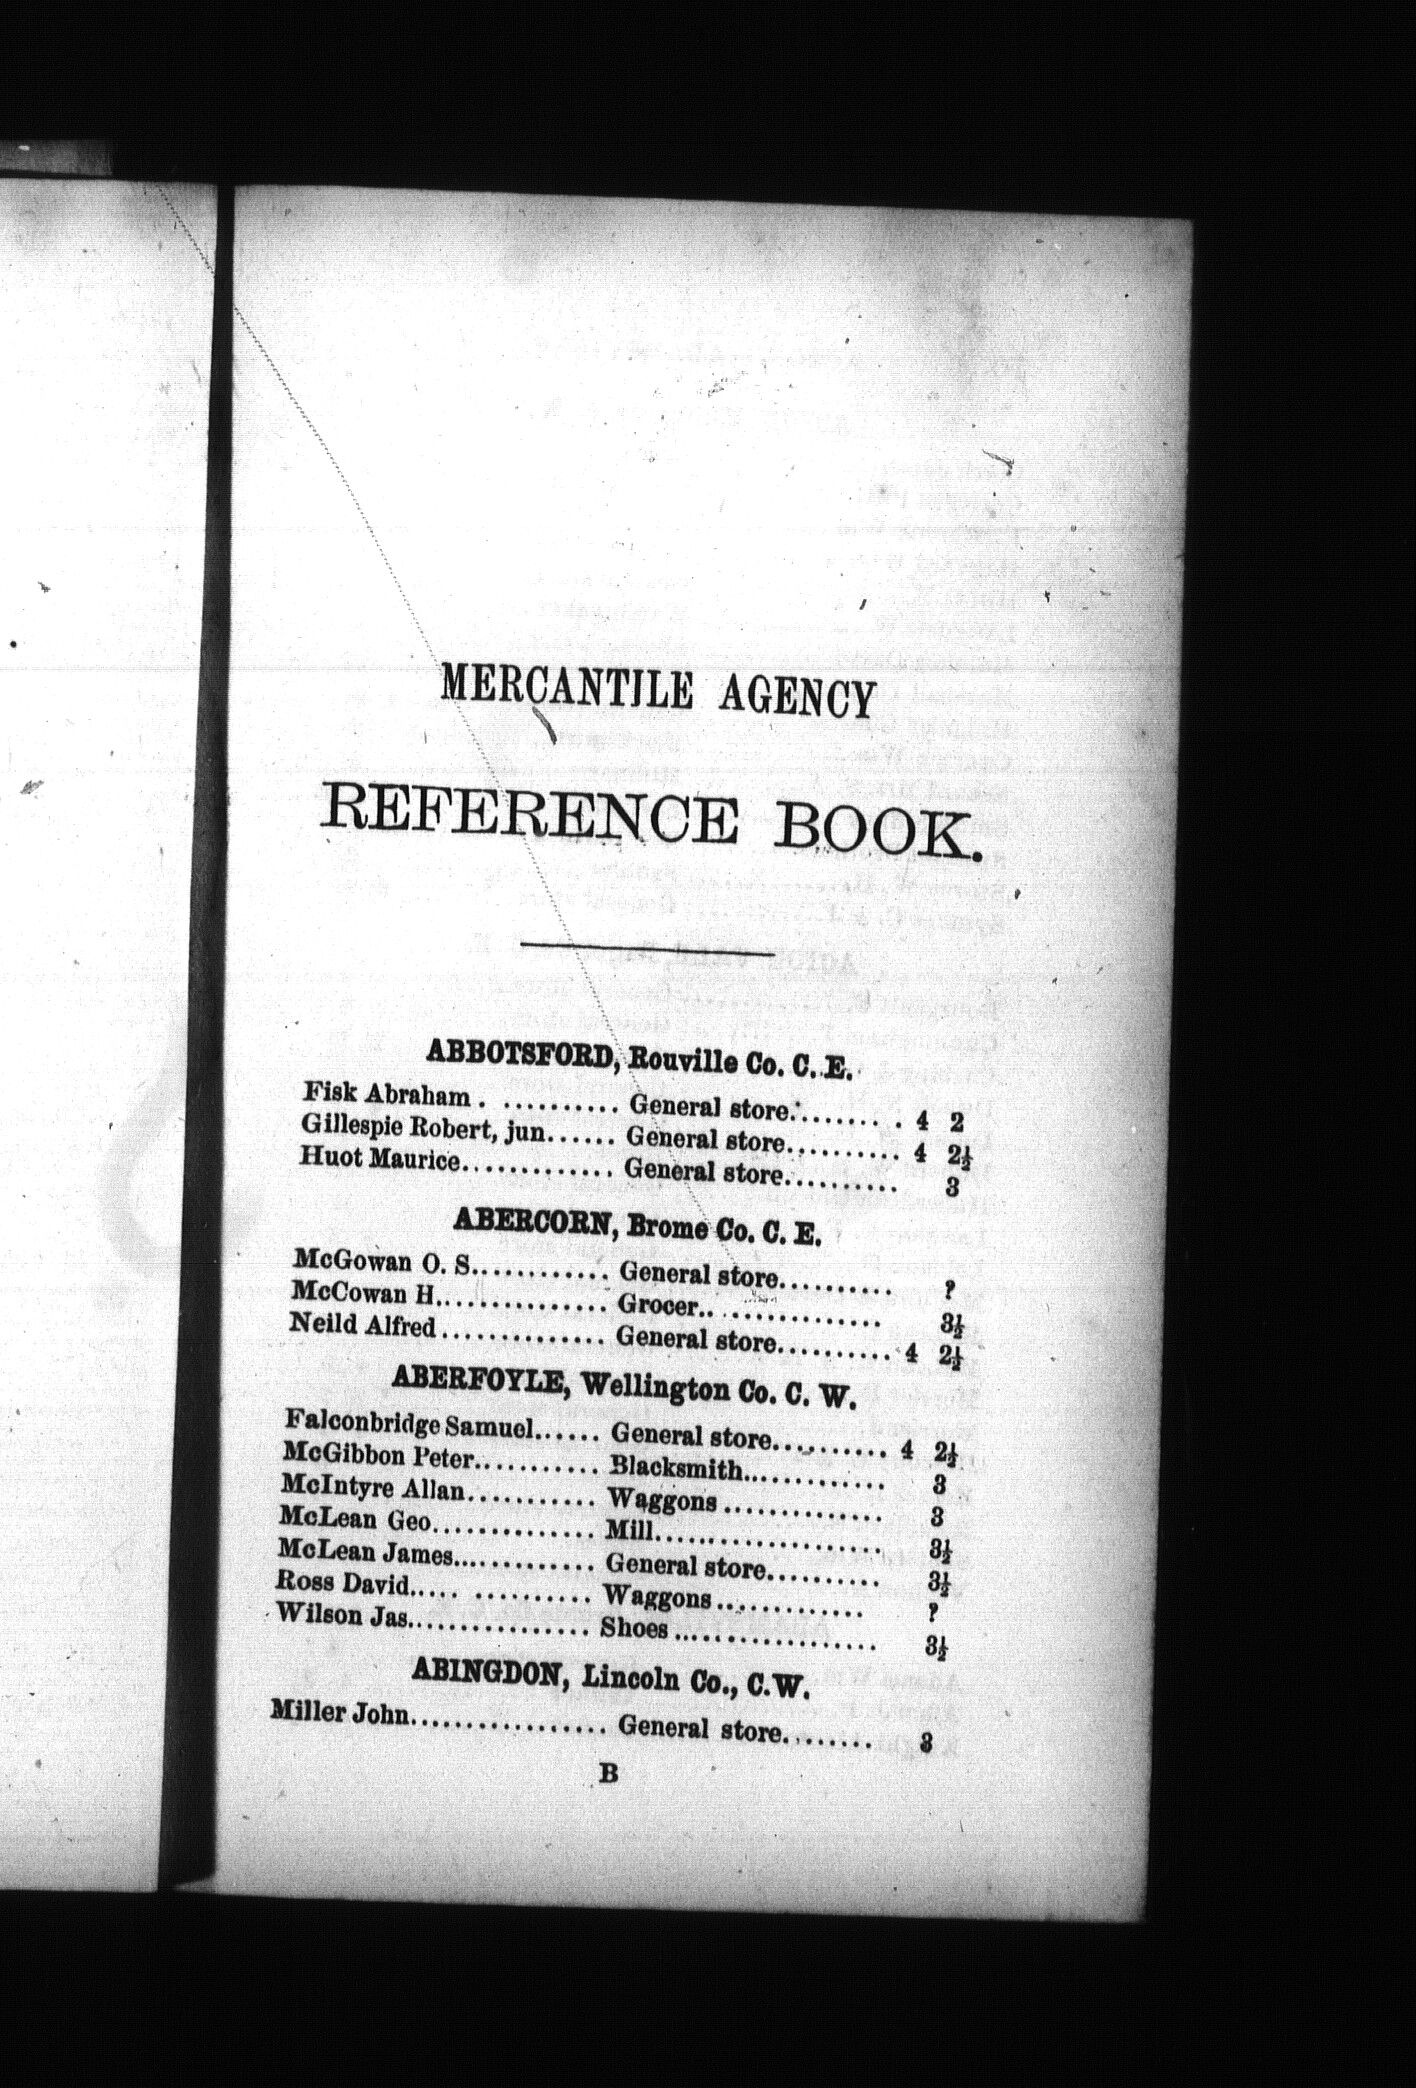 MERCANTILE AGENCY
REFERENCE BOOK.
ABBOTSFORD, Rouville Co. C. E.
Fisk Abraham . .......... General store......... 4 2
Gillespie Robert, jun...... General store.......... 4 2½
Huot Maurice............. General store.......... 3
ABERCORN, Brome Co. C. E.
McGowan O. S............ General store.......... ?
McCowan H............... Grocer.. .............. 3½
Neild Alfred .............. General store.......... 4 2½
ABERFOYLE, Wellington Co. C. W.
Falconbridge Samuel...... General store.......... 4 2½
McGibbon Peter........... Blacksmith............. 3
McIntyre Allan........... Waggons .............. 3
McLean Geo.............. Mill..................... 3½
McLean James............. General store.......... 3½
Ross David..... .......... Waggons............. ?
Wilson Jas................ Shoes .................. 3½
ABINGDON, Lincoln Co., C.W.
Miller John................. General store........ 3
B